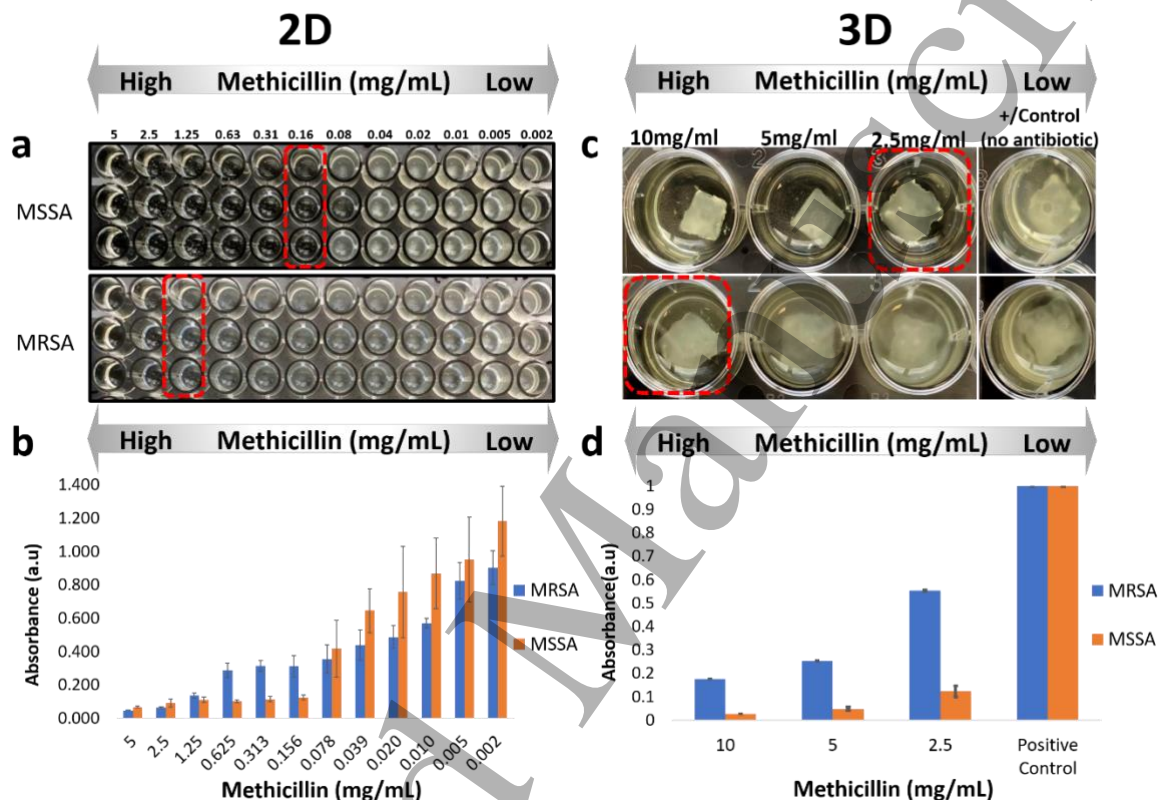 2D
3D
High Methicillin (mg/mL) Low
High Methicillin (mg/mL) Low
a
5 2.5 1.25 0.63 0.31 0.16 0.08 0.04 0.02 0.01 0.005 0.002
MSSA
MRSA
c
10mg/ml 5mg/ml 2.5mg/ml
+/Control
(no antibiotic)
b
High Methicillin (mg/mL) Low
1.400
1.200
1.000
0.800
0.600
0.400
0.200
0.000
Absorbance (a.u)
MRSA
MSSA
5 2.5 1.25 0.625 0.313 0.156 0.078 0.039 0.020 0.010 0.005 0.002
Methicillin (mg/mL)
d
High Methicillin (mg/mL) Low
1
0.9
0.8
0.7
0.6
0.5
0.4
0.3
0.2
0.1
0
Absorbance(a.u)
MRSA
MSSA
10 5 2.5 Positive
Control
Methicillin (mg/mL)